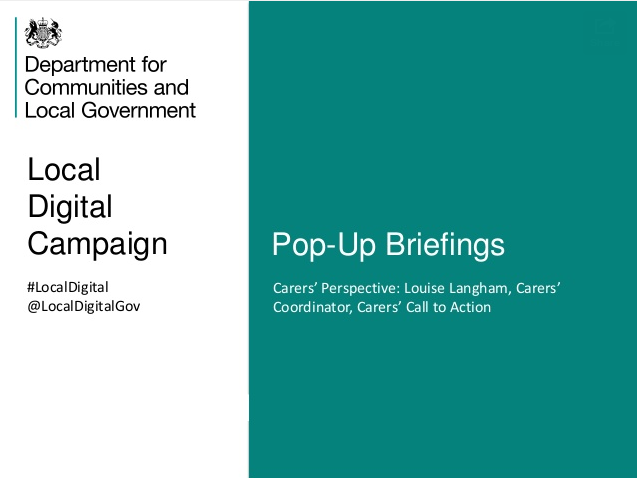 Department for
Communities and
Local Government
Local
Digital
Campaign
#LocalDigital
@LocalDigitalGov
Pop-Up Briefings
Carers’ Perspective: Louise Langham, Carers’
Coordinator, Carers’ Call to Action